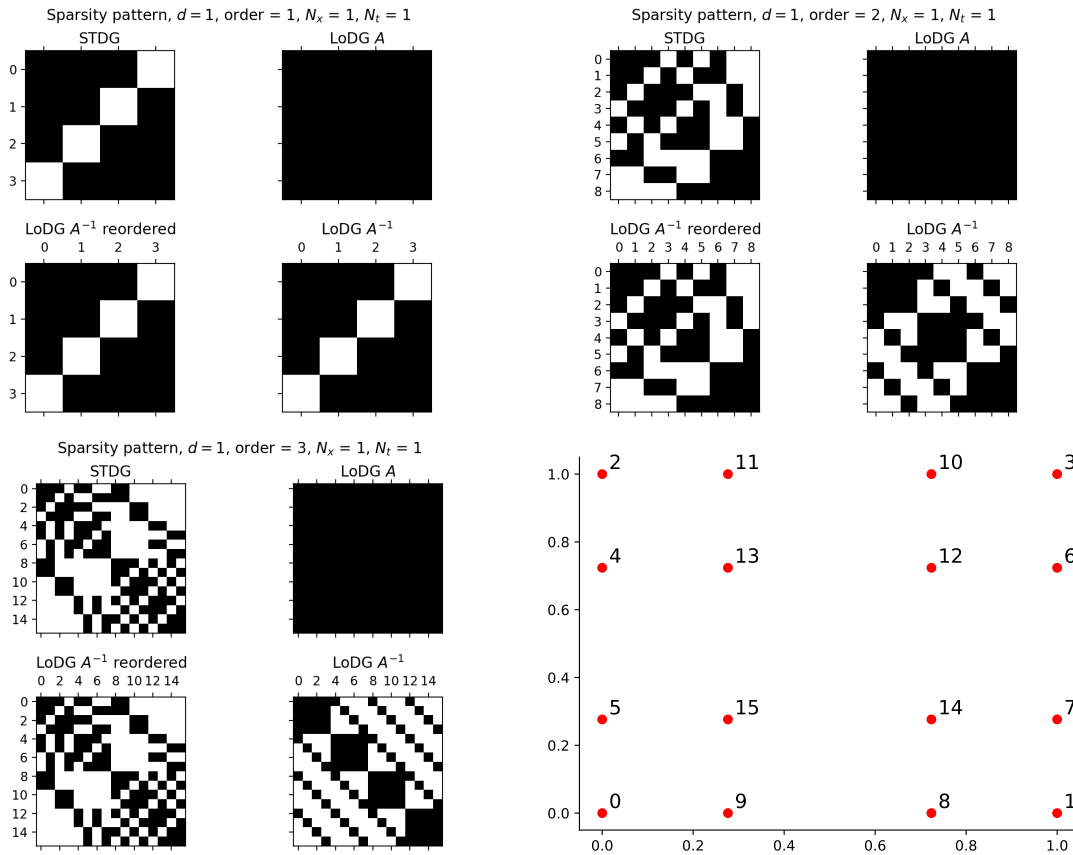 Sparsity pattern, d = 1, order = 1, Nₓ = 1, Nₜ = 1
STDG
LoDG A
0
1
2
3
LoDG A⁻¹ reordered
LoDG A⁻¹
0 1 2 3
0 1 2 3
0
1
2
3
Sparsity pattern, d = 1, order = 2, Nₓ = 1, Nₜ = 1
STDG
LoDG A
0
1
2
3
4
5
6
7
8
LoDG A⁻¹ reordered
LoDG A⁻¹
0 1 2 3 4 5 6 7 8
0 1 2 3 4 5 6 7 8
0
1
2
3
4
5
6
7
8
Sparsity pattern, d = 1, order = 3, Nₓ = 1, Nₜ = 1
STDG
LoDG A
0
2
4
6
8
10
12
14
LoDG A⁻¹ reordered
LoDG A⁻¹
0 2 4 6 8 10 12 14
0 2 4 6 8 10 12 14
0
2
4
6
8
10
12
14
2 11 10 3
1.0
0.8
4 13 12 6
0.6
0.4
5 15 14 7
0.2
0 9 8 1
0.0
0.0 0.2 0.4 0.6 0.8 1.0